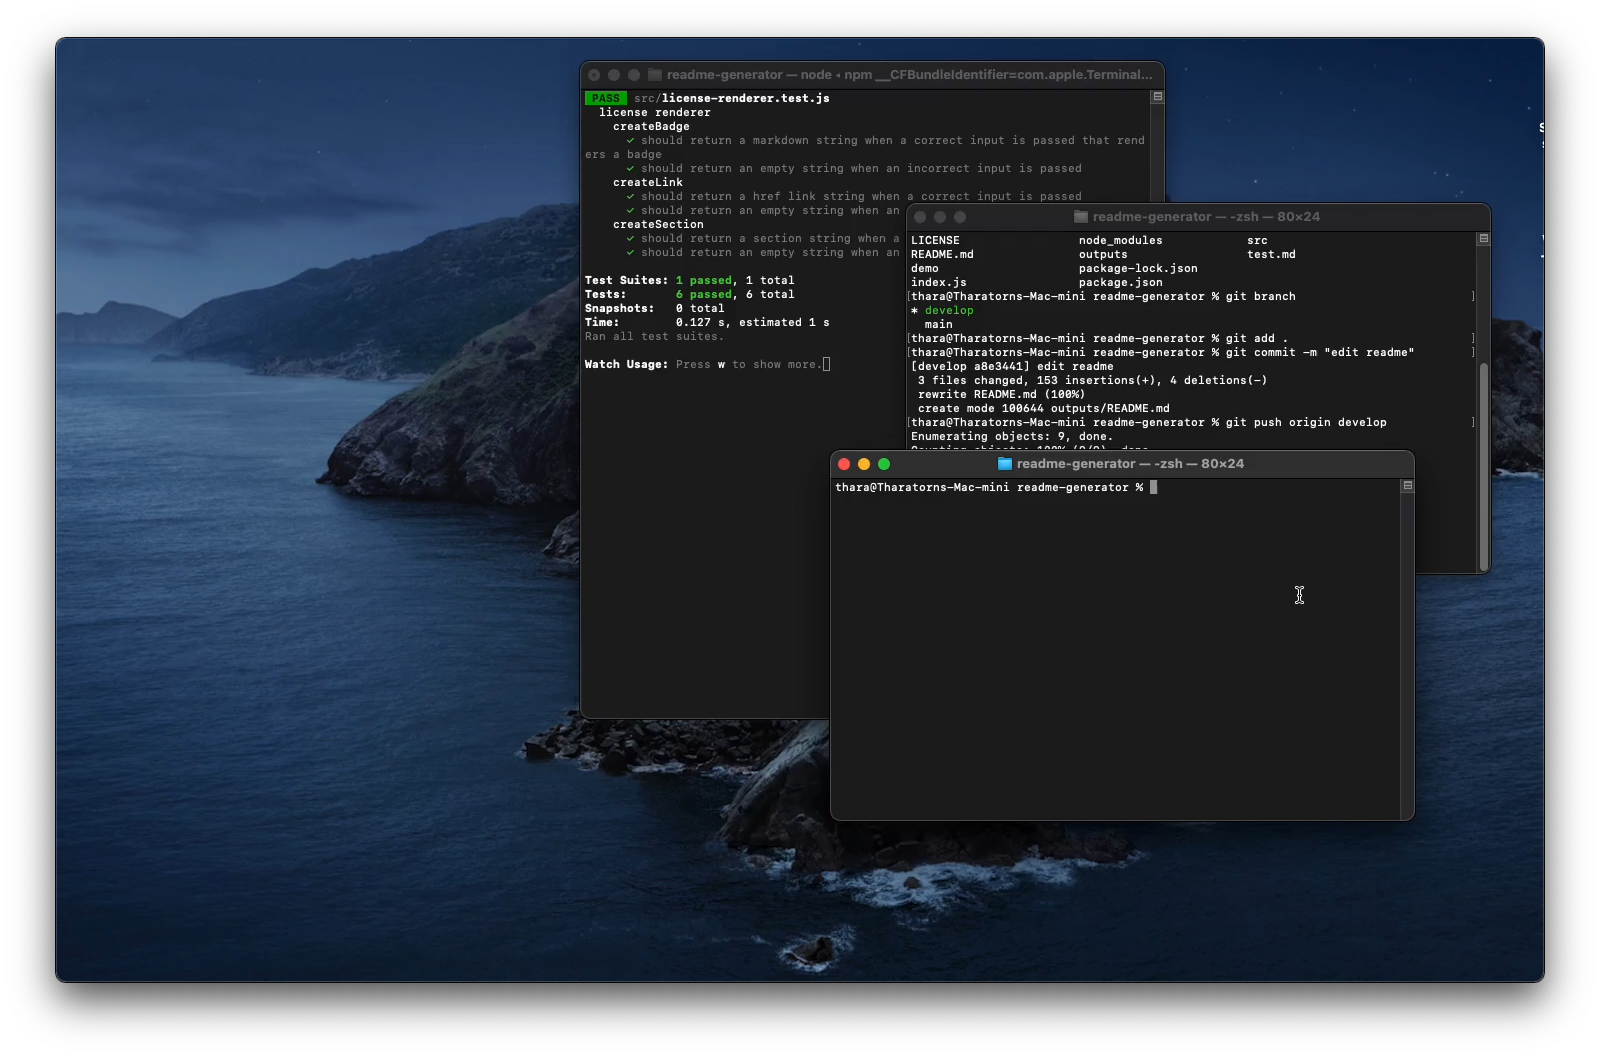 readme-generator — node ◂ npm __CFBundleIdentifier=com.apple.Terminal...
PASS src/license-renderer.test.js
license renderer
createBadge
✓ should return a markdown string when a correct input is passed that rend
ers a badge
✓ should return an empty string when an incorrect input is passed
createLink
✓ should return a href link string when a correct input is passed
✓ should return an empty string when an
createSection
✓ should return a section string when a
✓ should return an empty string when an
Test Suites: 1 passed, 1 total
Tests: 6 passed, 6 total
Snapshots: 0 total
Time: 0.127 s, estimated 1 s
Ran all test suites.
Watch Usage: Press w to show more.
readme-generator — -zsh — 80×24
LICENSE node_modules src
README.md outputs test.md
demo package-lock.json
index.js package.json
[thara@Tharatorns-Mac-mini readme-generator % git branch ]
* develop
main
[thara@Tharatorns-Mac-mini readme-generator % git add . ]
[thara@Tharatorns-Mac-mini readme-generator % git commit -m "edit readme" ]
[develop a8e3441] edit readme
3 files changed, 153 insertions(+), 4 deletions(-)
rewrite README.md (100%)
create mode 100644 outputs/README.md
[thara@Tharatorns-Mac-mini readme-generator % git push origin develop ]
Enumerating objects: 9, done.
readme-generator — -zsh — 80×24
thara@Tharatorns-Mac-mini readme-generator %